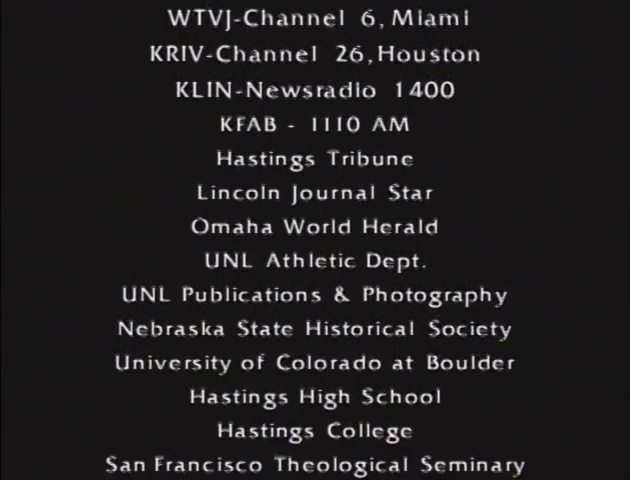 WTVJ-Channel 6, Miami
KRIV-Channel 26, Houston
KLIN-Newsradio 1400
KFAB - 1110 AM
Hastings Tribune
Lincoln Journal Star
Omaha World Herald
UNL Athletic Dept.
UNL Publications & Photography
Nebraska State Historical Society
University of Colorado at Boulder
Hastings High School
Hastings College
San Francisco Theological Seminary